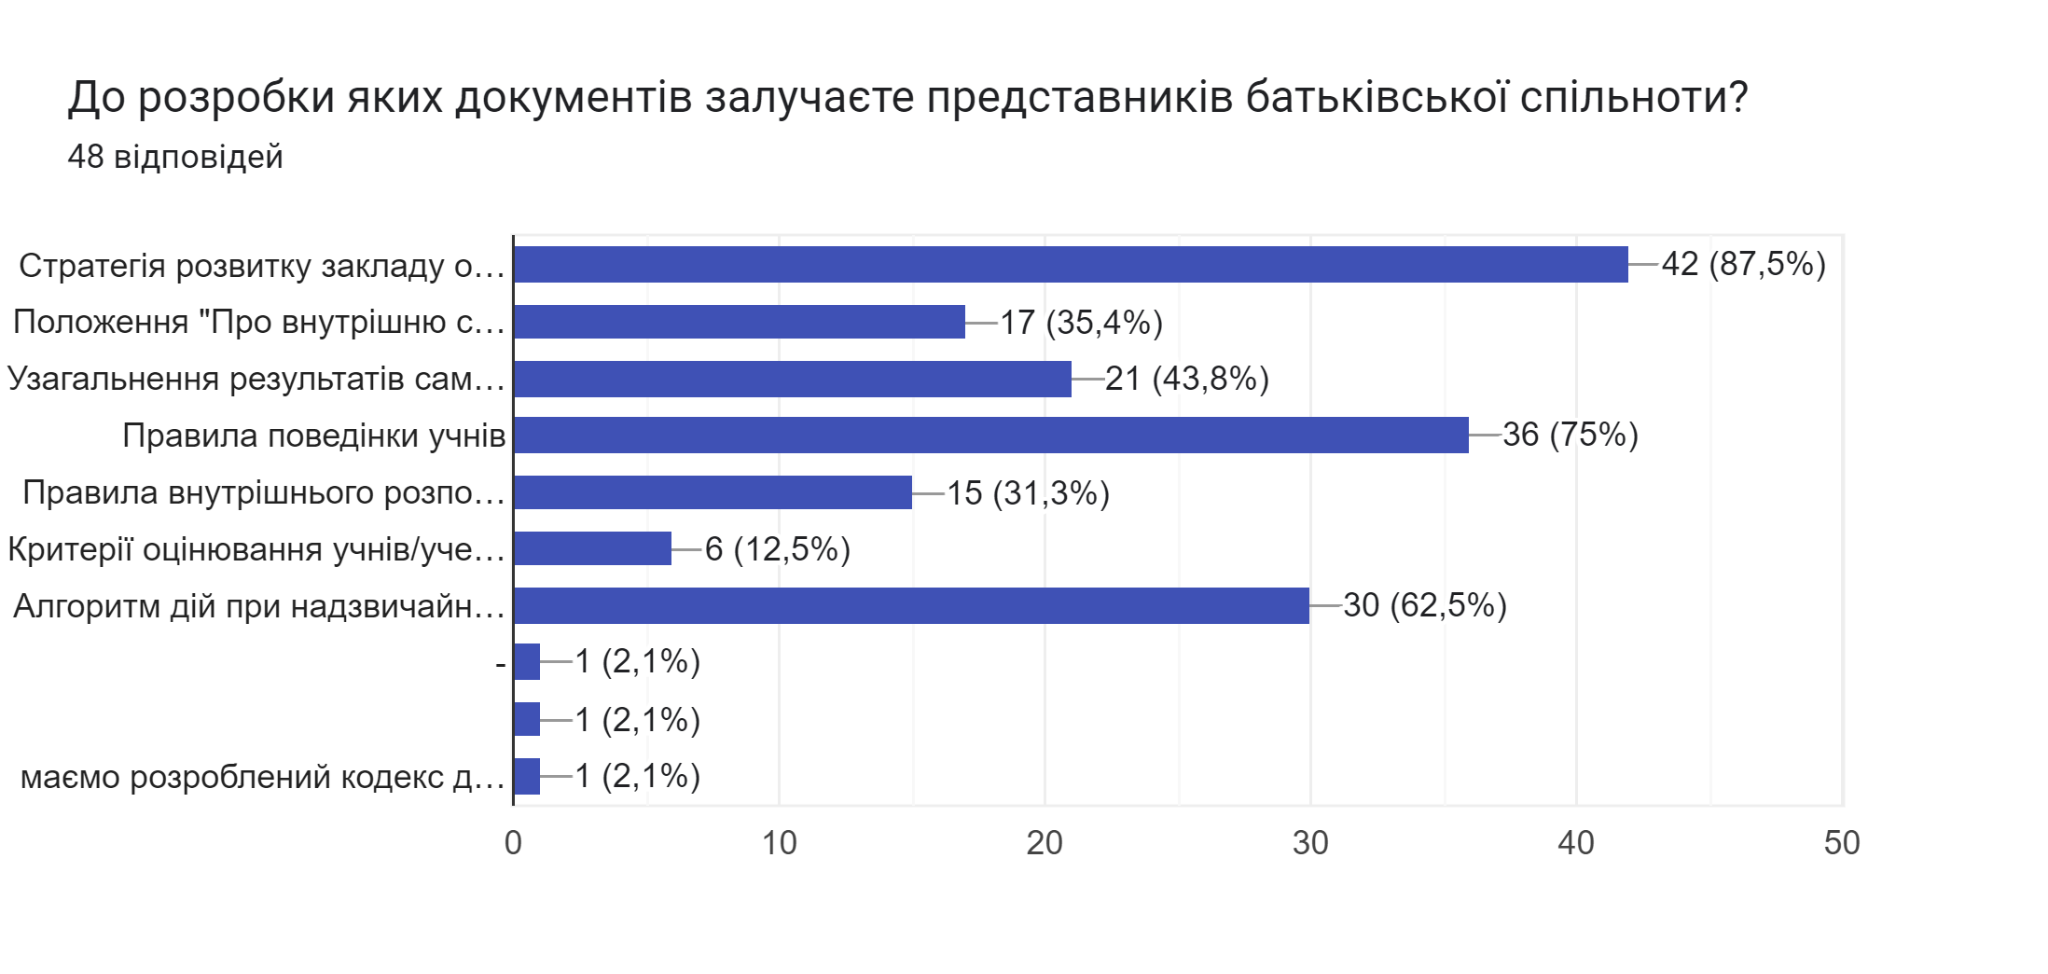 До розробки яких документів залучаєте представників батьківської спільноти?
48 відповідей
Стратегія розвитку закладу о… 42 (87,5%)
Положення "Про внутрішню с… 17 (35,4%)
Узагальнення результатів сам… 21 (43,8%)
Правила поведінки учнів 36 (75%)
Правила внутрішнього розпо… 15 (31,3%)
Критерії оцінювання учнів/уче… 6 (12,5%)
Алгоритм дій при надзвичайн… 30 (62,5%)
- 1 (2,1%)
1 (2,1%)
маємо розроблений кодекс д… 1 (2,1%)
0 10 20 30 40 50